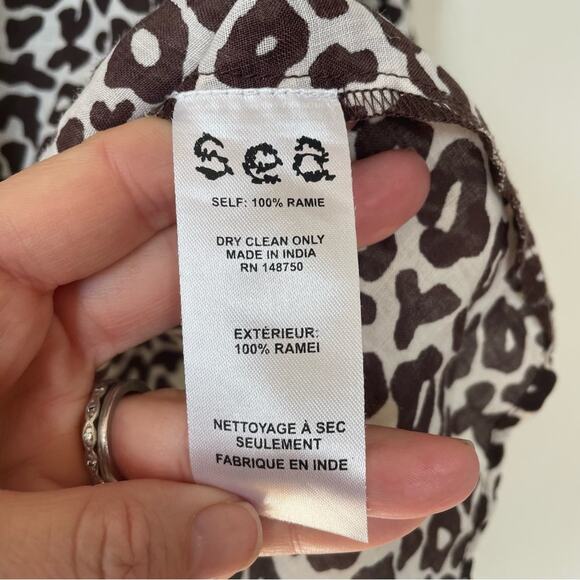 sea
SELF: 100% RAMIE
DRY CLEAN ONLY
MADE IN INDIA
RN 148750
EXTÉRIEUR:
100% RAMEI
NETTOYAGE À SEC
SEULEMENT
FABRIQUE EN INDE